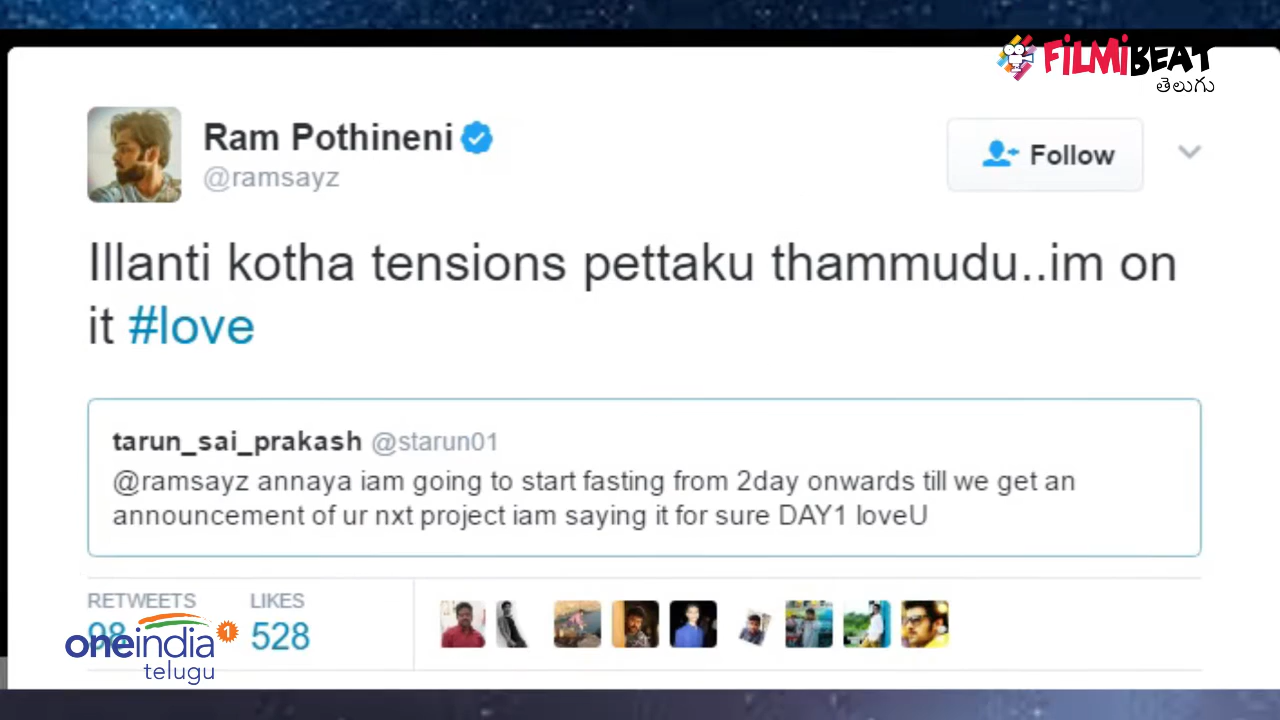 FiLMiBEAT
తెలుగు
Ram Pothineni
@ramsayz
Follow
Illanti kotha tensions pettaku thammudu..im on
it #love
tarun_sai_prakash @starun01
@ramsayz annaya iam going to start fasting from 2day onwards till we get an
announcement of ur nxt project iam saying it for sure DAY1 loveU
RETWEETS LIKES
528
oneindia 1
telugu